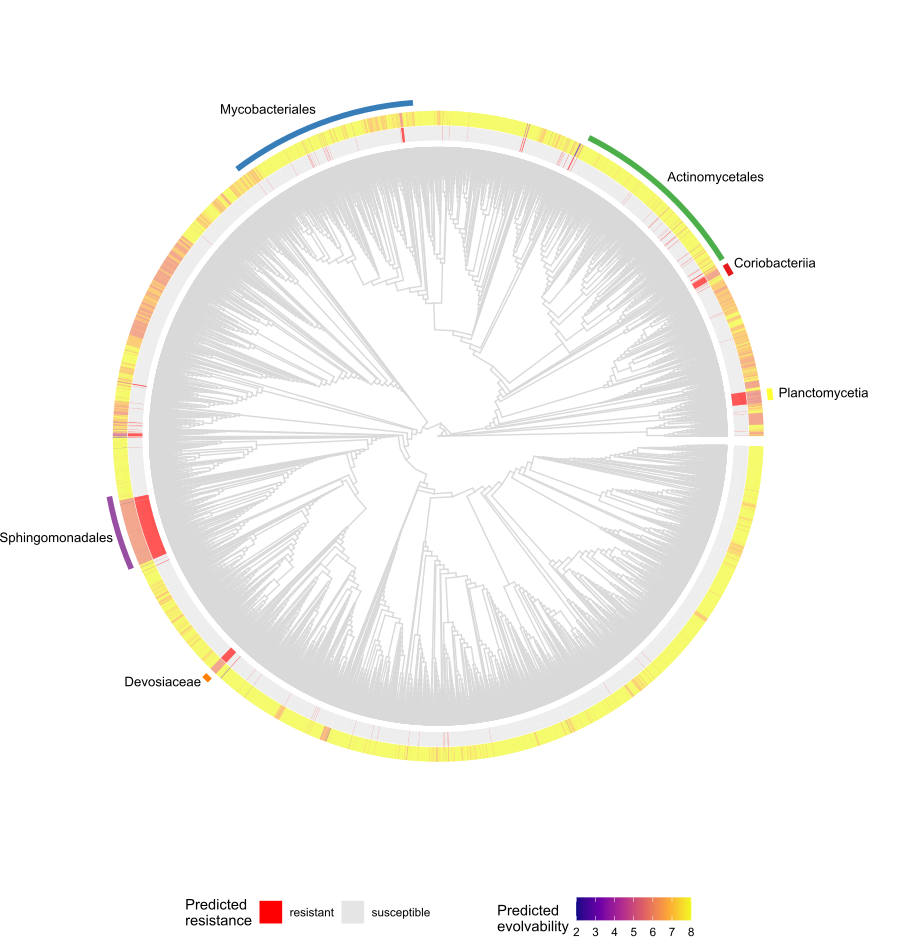 Mycobacteriales
Actinomycetales
Coriobacteriia
Planctomycetia
Sphingomonadales
Devosiaceae
Predicted
resistance
resistant
susceptible
Predicted
evolvability
2 3 4 5 6 7 8